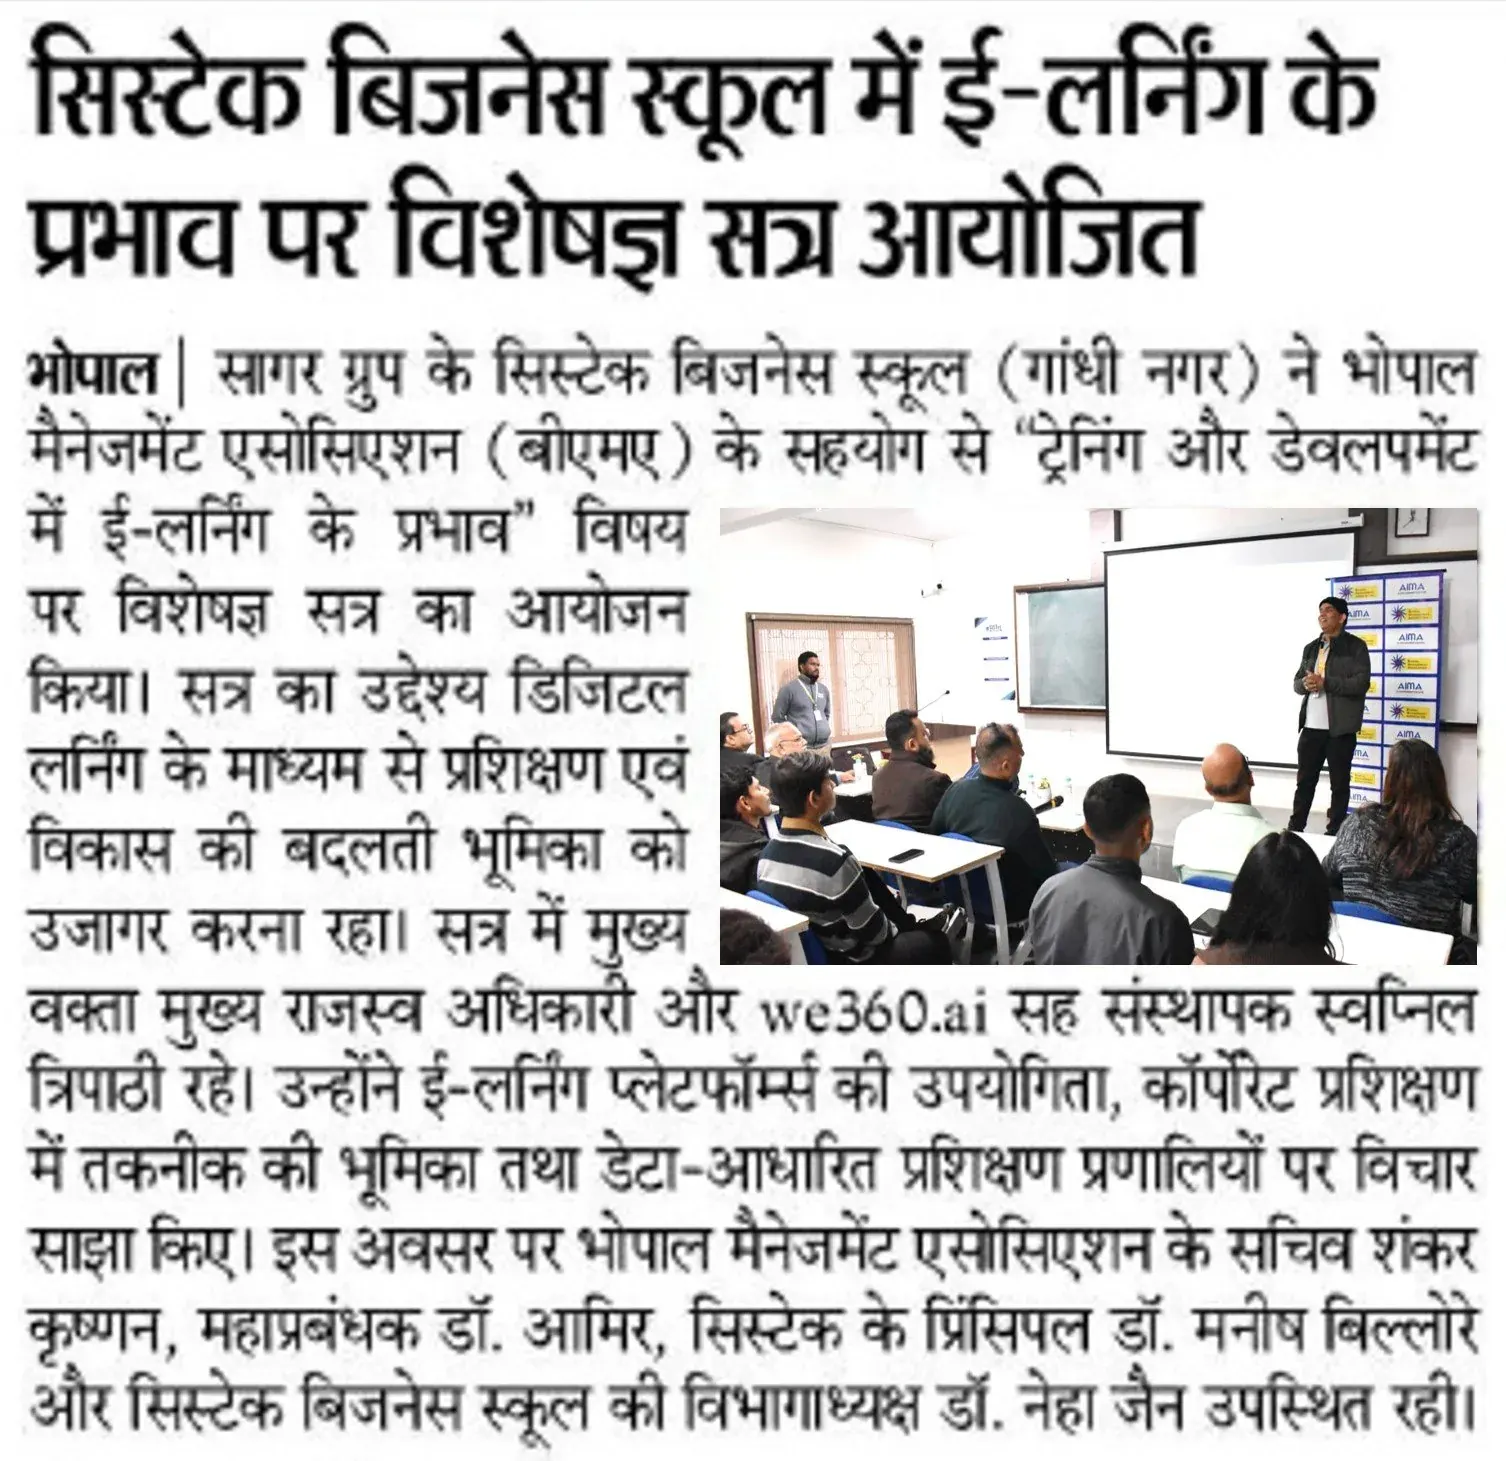 सिस्टेक बिजनेस स्कूल में ई-लर्निंग के
प्रभाव पर विशेषज्ञ सत्र आयोजित
भोपाल | सागर ग्रुप के सिस्टेक बिजनेस स्कूल (गांधी नगर) ने भोपाल
मैनेजमेंट एसोसिएशन (बीएमए) के सहयोग से “ट्रेनिंग और डेवलपमेंट
में ई-लर्निंग के प्रभाव” विषय
पर विशेषज्ञ सत्र का आयोजन
किया। सत्र का उद्देश्य डिजिटल
लर्निंग के माध्यम से प्रशिक्षण एवं
विकास की बदलती भूमिका को
उजागर करना रहा। सत्र में मुख्य
वक्ता मुख्य राजस्व अधिकारी और we360.ai सह संस्थापक स्वप्निल
त्रिपाठी रहे। उन्होंने ई-लर्निंग प्लेटफॉर्म्स की उपयोगिता, कॉर्पोरेट प्रशिक्षण
में तकनीक की भूमिका तथा डेटा-आधारित प्रशिक्षण प्रणालियों पर विचार
साझा किए। इस अवसर पर भोपाल मैनेजमेंट एसोसिएशन के सचिव शंकर
कृष्णन, महाप्रबंधक डॉ. आमिर, सिस्टेक के प्रिंसिपल डॉ. मनीष बिल्लोरे
और सिस्टेक बिजनेस स्कूल की विभागाध्यक्ष डॉ. नेहा जैन उपस्थित रही।
AIMA
AIMA
AIMA
AIMA
AIMA